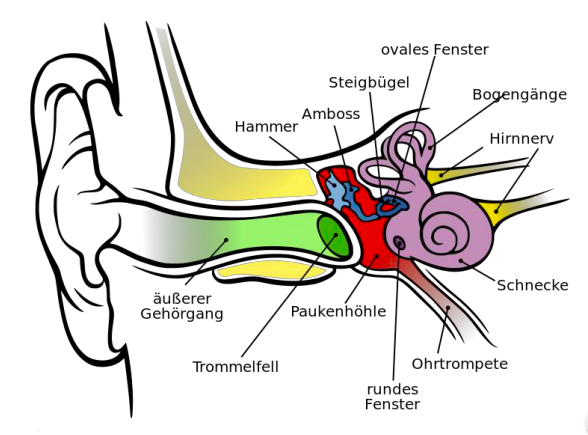 ovales Fenster
Steigbügel
Bogengänge
Amboss
Hammer
Hirnnerv
Schnecke
äußerer
Gehörgang
Paukenhöhle
Trommelfell
Ohrtrompete
rundes
Fenster